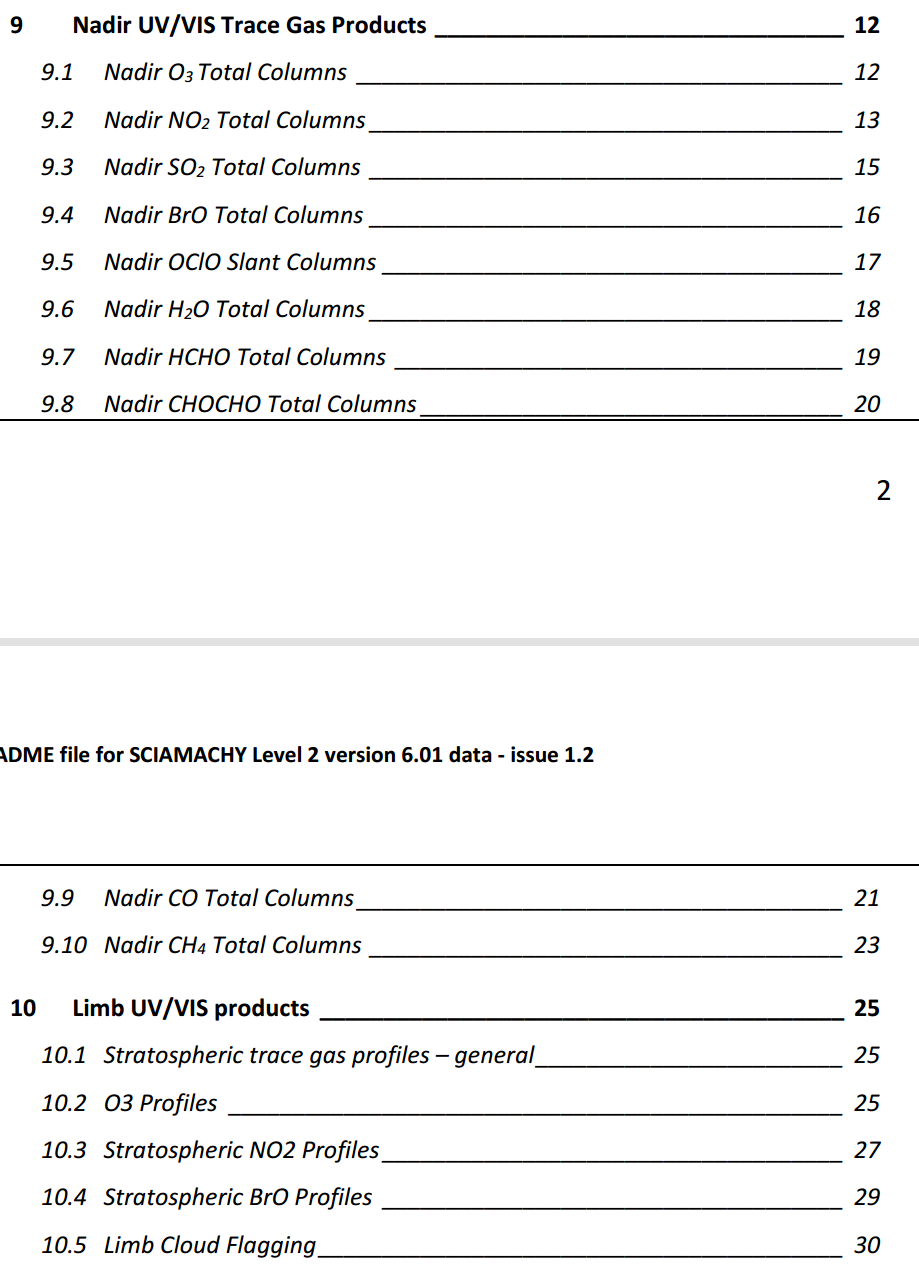 9 Nadir UV/VIS Trace Gas Products 12
9.1 Nadir O3 Total Columns 12
9.2 Nadir NO2 Total Columns 13
9.3 Nadir SO2 Total Columns 15
9.4 Nadir BrO Total Columns 16
9.5 Nadir OClO Slant Columns 17
9.6 Nadir H2O Total Columns 18
9.7 Nadir HCHO Total Columns 19
9.8 Nadir CHOCHO Total Columns 20
2
ADME file for SCIAMACHY Level 2 version 6.01 data - issue 1.2
9.9 Nadir CO Total Columns 21
9.10 Nadir CH4 Total Columns 23
10 Limb UV/VIS products 25
10.1 Stratospheric trace gas profiles – general 25
10.2 O3 Profiles 25
10.3 Stratospheric NO2 Profiles 27
10.4 Stratospheric BrO Profiles 29
10.5 Limb Cloud Flagging 30